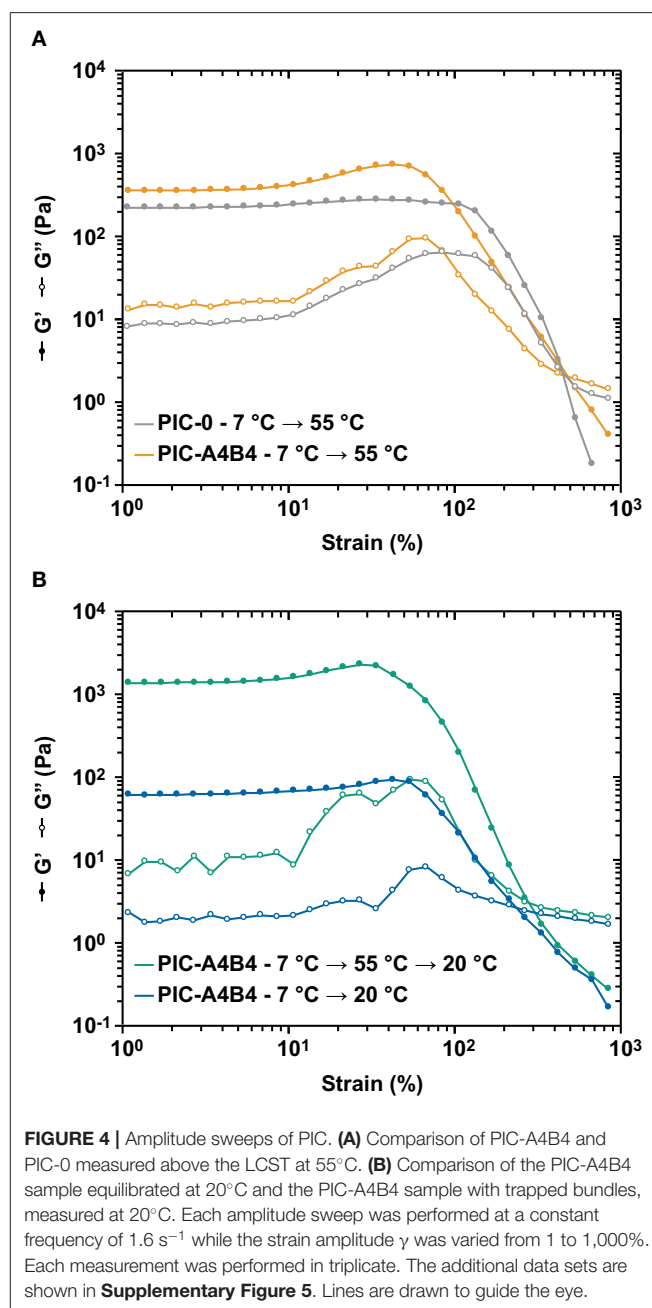 A
10⁴
10³
10² 
10¹
10⁰
10⁻¹
G' G" (Pa)
PIC-0 - 7 °C → 55 °C
PIC-A4B4 - 7 °C → 55 °C
10⁰ 10¹ 10² 10³
Strain (%)
B
10⁴
10³
10²
10¹
10⁰
10⁻¹
G' G" (Pa)
PIC-A4B4 - 7 °C → 55 °C → 20 °C
PIC-A4B4 - 7 °C → 20 °C
10⁰ 10¹ 10² 10³
Strain (%)
FIGURE 4 | Amplitude sweeps of PIC. (A) Comparison of PIC-A4B4 and
PIC-0 measured above the LCST at 55°C. (B) Comparison of the PIC-A4B4
sample equilibrated at 20°C and the PIC-A4B4 sample with trapped bundles,
measured at 20°C. Each amplitude sweep was performed at a constant
frequency of 1.6 s⁻¹ while the strain amplitude γ was varied from 1 to 1,000%.
Each measurement was performed in triplicate. The additional data sets are
shown in Supplementary Figure 5. Lines are drawn to guide the eye.